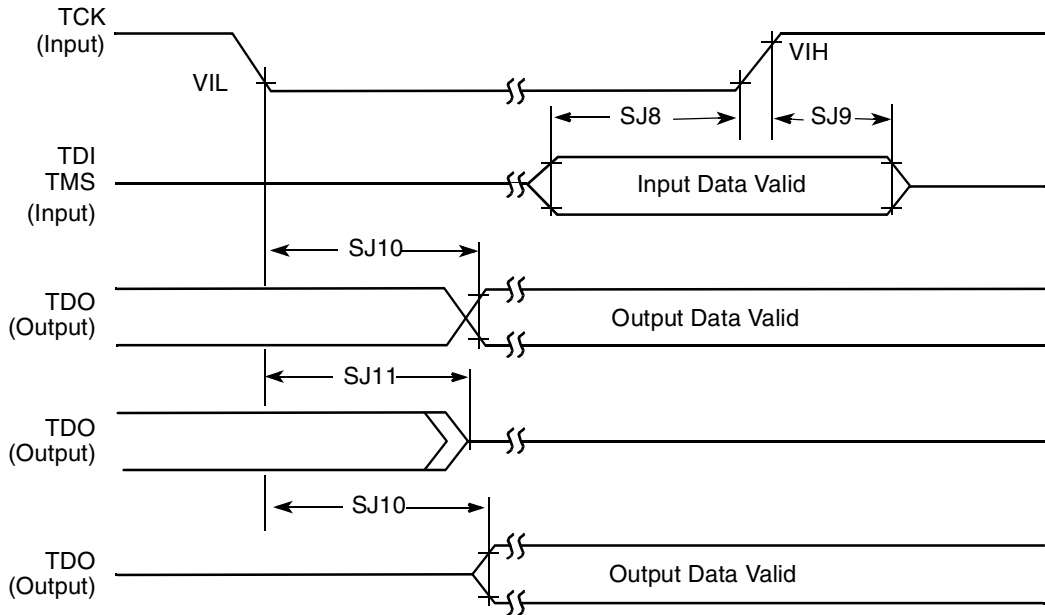 TCK
(Input)
VIL
VIH
SJ8
SJ9
TDI
TMS
(Input)
Input Data Valid
SJ10
TDO
(Output)
Output Data Valid
SJ11
TDO
(Output)
SJ10
TDO
(Output)
Output Data Valid